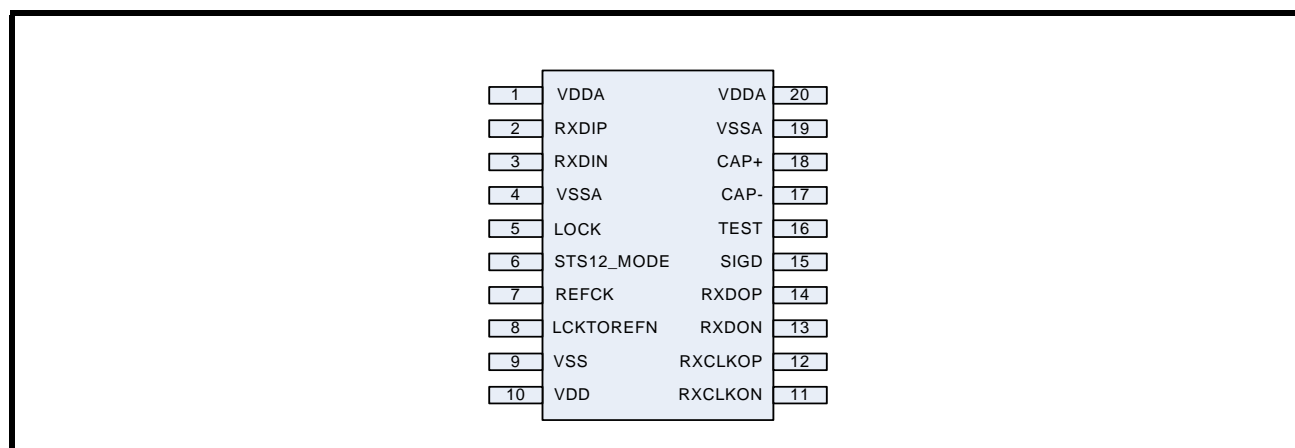 1 VDDA VDDA 20
2 RXDIP VSSA 19
3 RXDIN CAP+ 18
4 VSSA CAP- 17
5 LOCK TEST 16
6 STS12_MODE SIGD 15
7 REFCK RXDOP 14
8 LCKTOREFN RXDON 13
9 VSS RXCLKOP 12
10 VDD RXCLKON 11